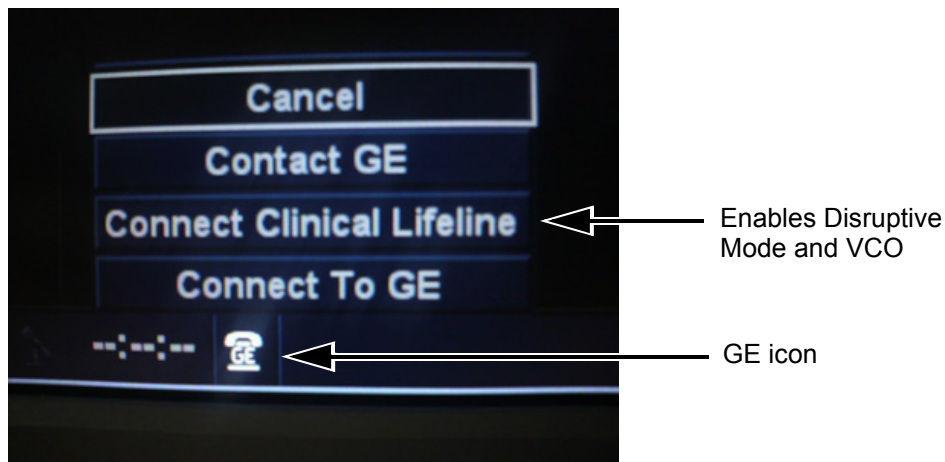 Cancel
Contact GE
Connect Clinical Lifeline
Enables Disruptive
Mode and VCO
Connect To GE
--:--:--
GE
GE icon